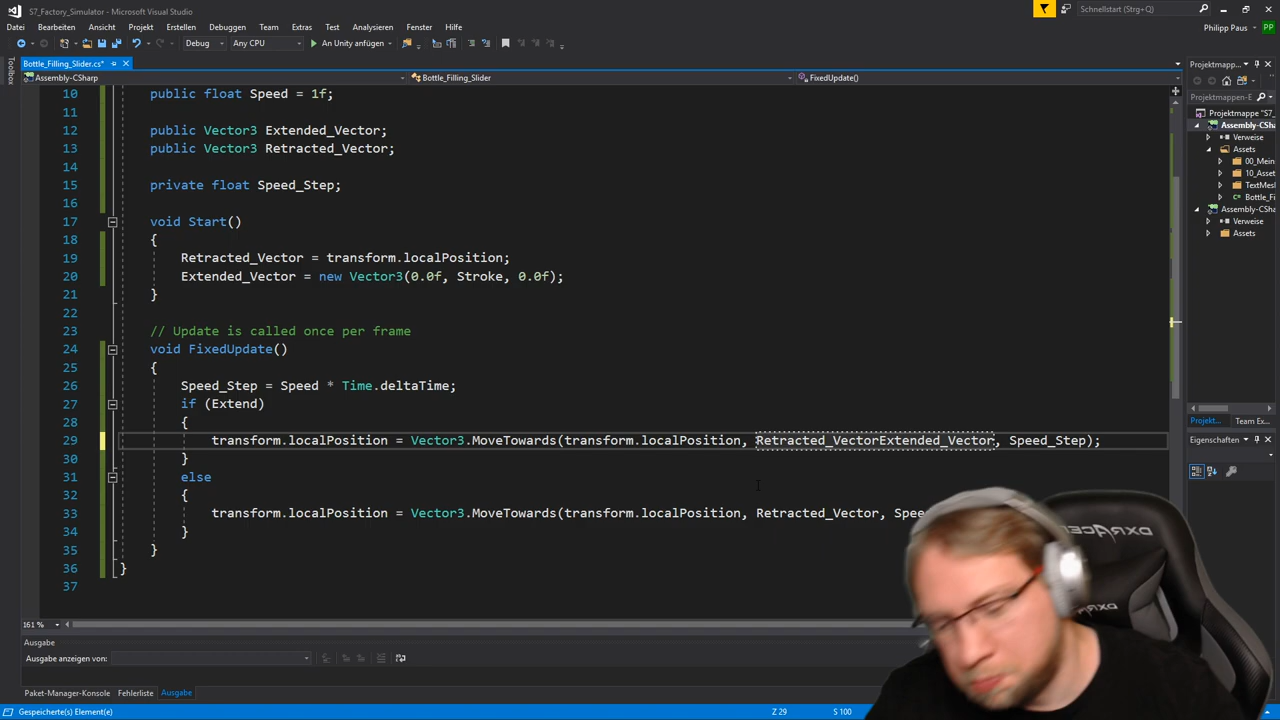 S7_Factory_Simulator - Microsoft Visual Studio
Schnellstart (Strg+Q)
Datei Bearbeiten Ansicht Projekt Erstellen Debuggen Team Extras Test Analysieren Fenster Hilfe
Philipp Paus PP
Debug Any CPU An Unity anfügen
Toolbox
Bottle_Filling_Slider.cs*
Assembly-CSharp Bottle_Filling_Slider FixedUpdate()
10 public float Speed = 1f;
11
12 public Vector3 Extended_Vector;
13 public Vector3 Retracted_Vector;
14
15 private float Speed_Step;
16
17 void Start()
18 {
19 Retracted_Vector = transform.localPosition;
20 Extended_Vector = new Vector3(0.0f, Stroke, 0.0f);
21 }
22
23 // Update is called once per frame
24 void FixedUpdate()
25 {
26 Speed_Step = Speed * Time.deltaTime;
27 if (Extend)
28 {
29 transform.localPosition = Vector3.MoveTowards(transform.localPosition, Retracted_VectorExtended_Vector, Speed_Step);
30 }
31 else
32 {
33 transform.localPosition = Vector3.MoveTowards(transform.localPosition, Retracted_Vector, Spee
34 }
35 }
36 }
37
161 %
Ausgabe
Ausgabe anzeigen von:
Paket-Manager-Konsole Fehlerliste Ausgabe
Gespeicherte(s) Element(e) Z 29 S 100
Projektmapp...
Projektmappen-E
Projektmappe "S7_
Assembly-CSha
Verweise
Assets
00_Mein
10_Asset
TextMes
Bottle_Fi
Assembly-CSha
Verweise
Assets
Projekt... Team Ex...
Eigenschaften
DXRACER
DXR